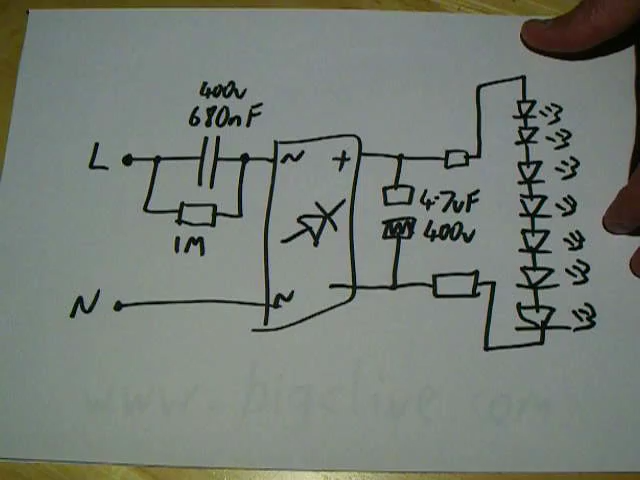 400v
680nF
L
~ +
4.7uF
400v
1M
N
~ -
www.bigclive.com